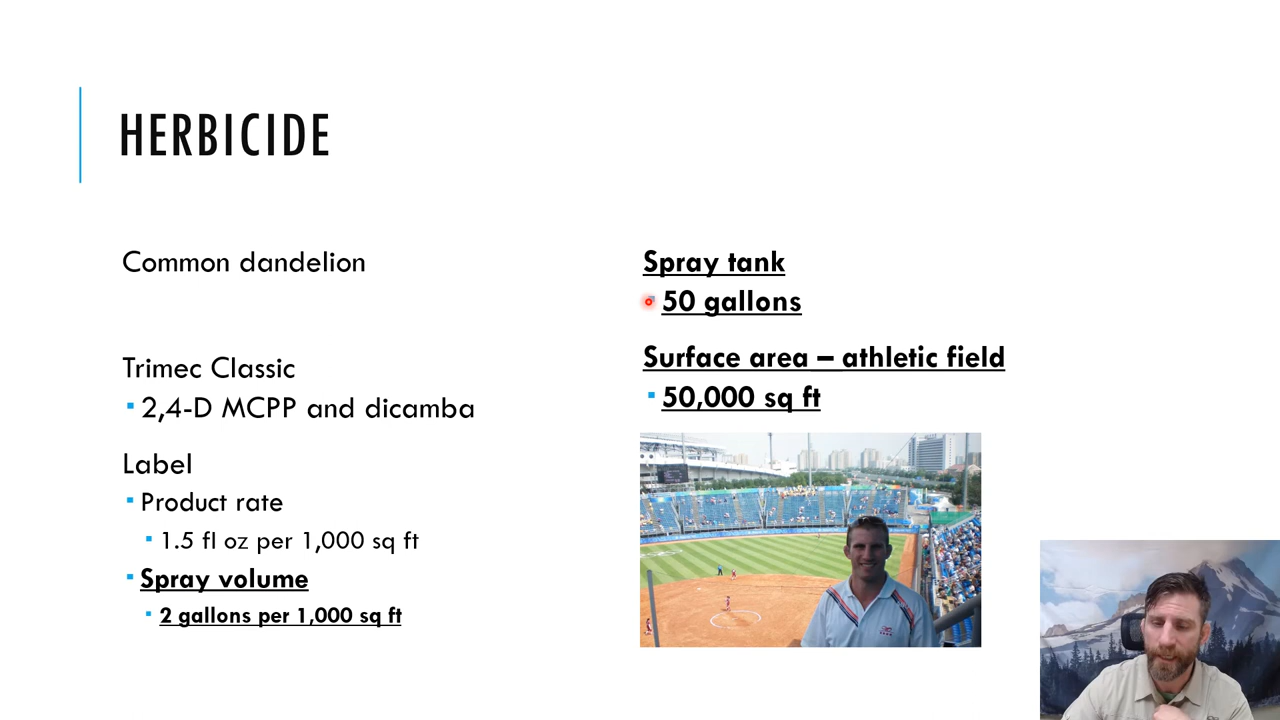 HERBICIDE
Common dandelion
Trimec Classic
2,4-D MCPP and dicamba
Label
Product rate
1.5 fl oz per 1,000 sq ft
Spray volume
2 gallons per 1,000 sq ft
Spray tank
50 gallons
Surface area – athletic field
50,000 sq ft